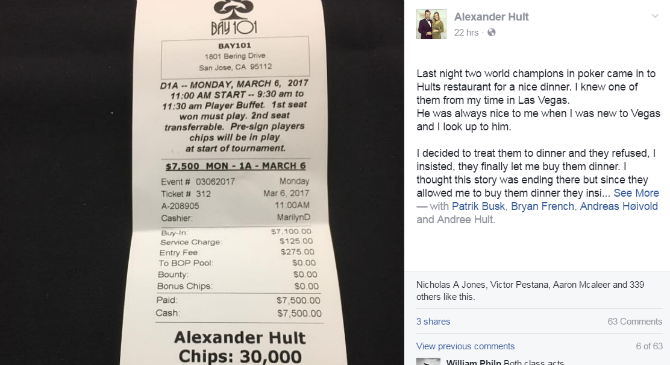 BAY 101
BAY101
1801 Bering Drive
San Jose, CA 95112
D1A -- MONDAY, MARCH 6, 2017
11:00 AM START -- 9:30 am to
11:30 am Player Buffet. 1st seat
won must play. 2nd seat
transferrable. Pre-sign players
chips will be in play
at start of tournament.
$7,500 MON - 1A - MARCH 6
Event # 03062017 Monday
Ticket # 312 Mar 6, 2017
A-208905 11:00AM
Cashier: MarilynD
Buy-In: $7,100.00
Service Charge: $125.00
Entry Fee: $275.00
To BOP Pool: $0.00
Bounty: $0.00
Bonus Chips: $0.00
Paid: $7,500.00
Cash: $7,500.00
Alexander Hult
Chips: 30,000
Alexander Hult
22 hrs ·
Last night two world champions in poker came in to
Hults restaurant for a nice dinner. I knew one of
them from my time in Las Vegas.
He was always nice to me when I was new to Vegas
and I look up to him.
I decided to treat them to dinner and they refused, I
insisted, they finally let me buy them dinner. I
thought this story was ending there but since they
allowed me to buy them dinner they insi... See More
— with Patrik Busk, Bryan French, Andreas Høivold
and Andree Hult.
Nicholas A Jones, Victor Pestana, Aaron Mcaleer and 339
others like this.
3 shares 63 Comments
View previous comments 6 of 63
William Philp Both class acts